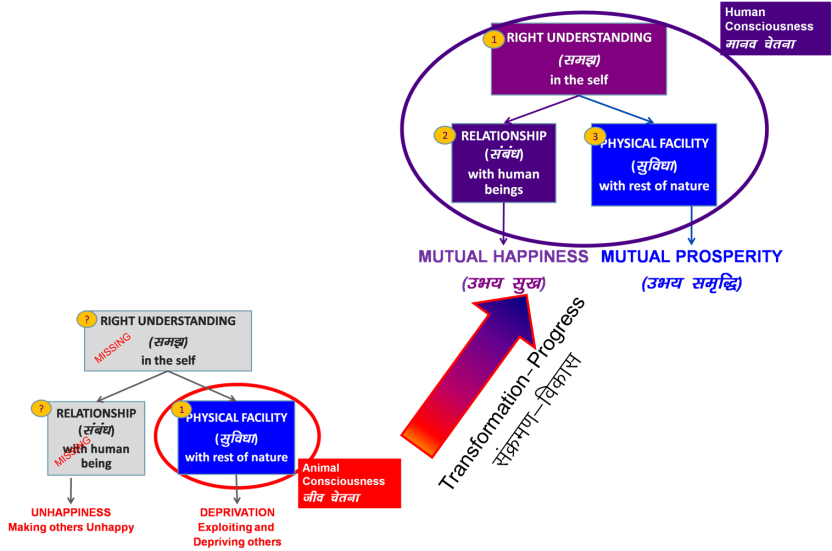 Human
Consciousness
मानव चेतना
1
RIGHT UNDERSTANDING
(समझ)
in the self
2
RELATIONSHIP
(संबंध)
with human
beings
3
PHYSICAL FACILITY
(सुविधा)
with rest of nature
MUTUAL HAPPINESS
(उभय सुख)
MUTUAL PROSPERITY
(उभय समृद्धि)
Transformation– Progress
संक्रमण–विकास
?
RIGHT UNDERSTANDING
(समझ)
in the self
MISSING
?
RELATIONSHIP
(संबंध)
with human
being
MISSING
1
PHYSICAL FACILITY
(सुविधा)
with rest of nature
Animal
Consciousness
जीव चेतना
UNHAPPINESS
Making others Unhappy
DEPRIVATION
Exploiting and
Depriving others